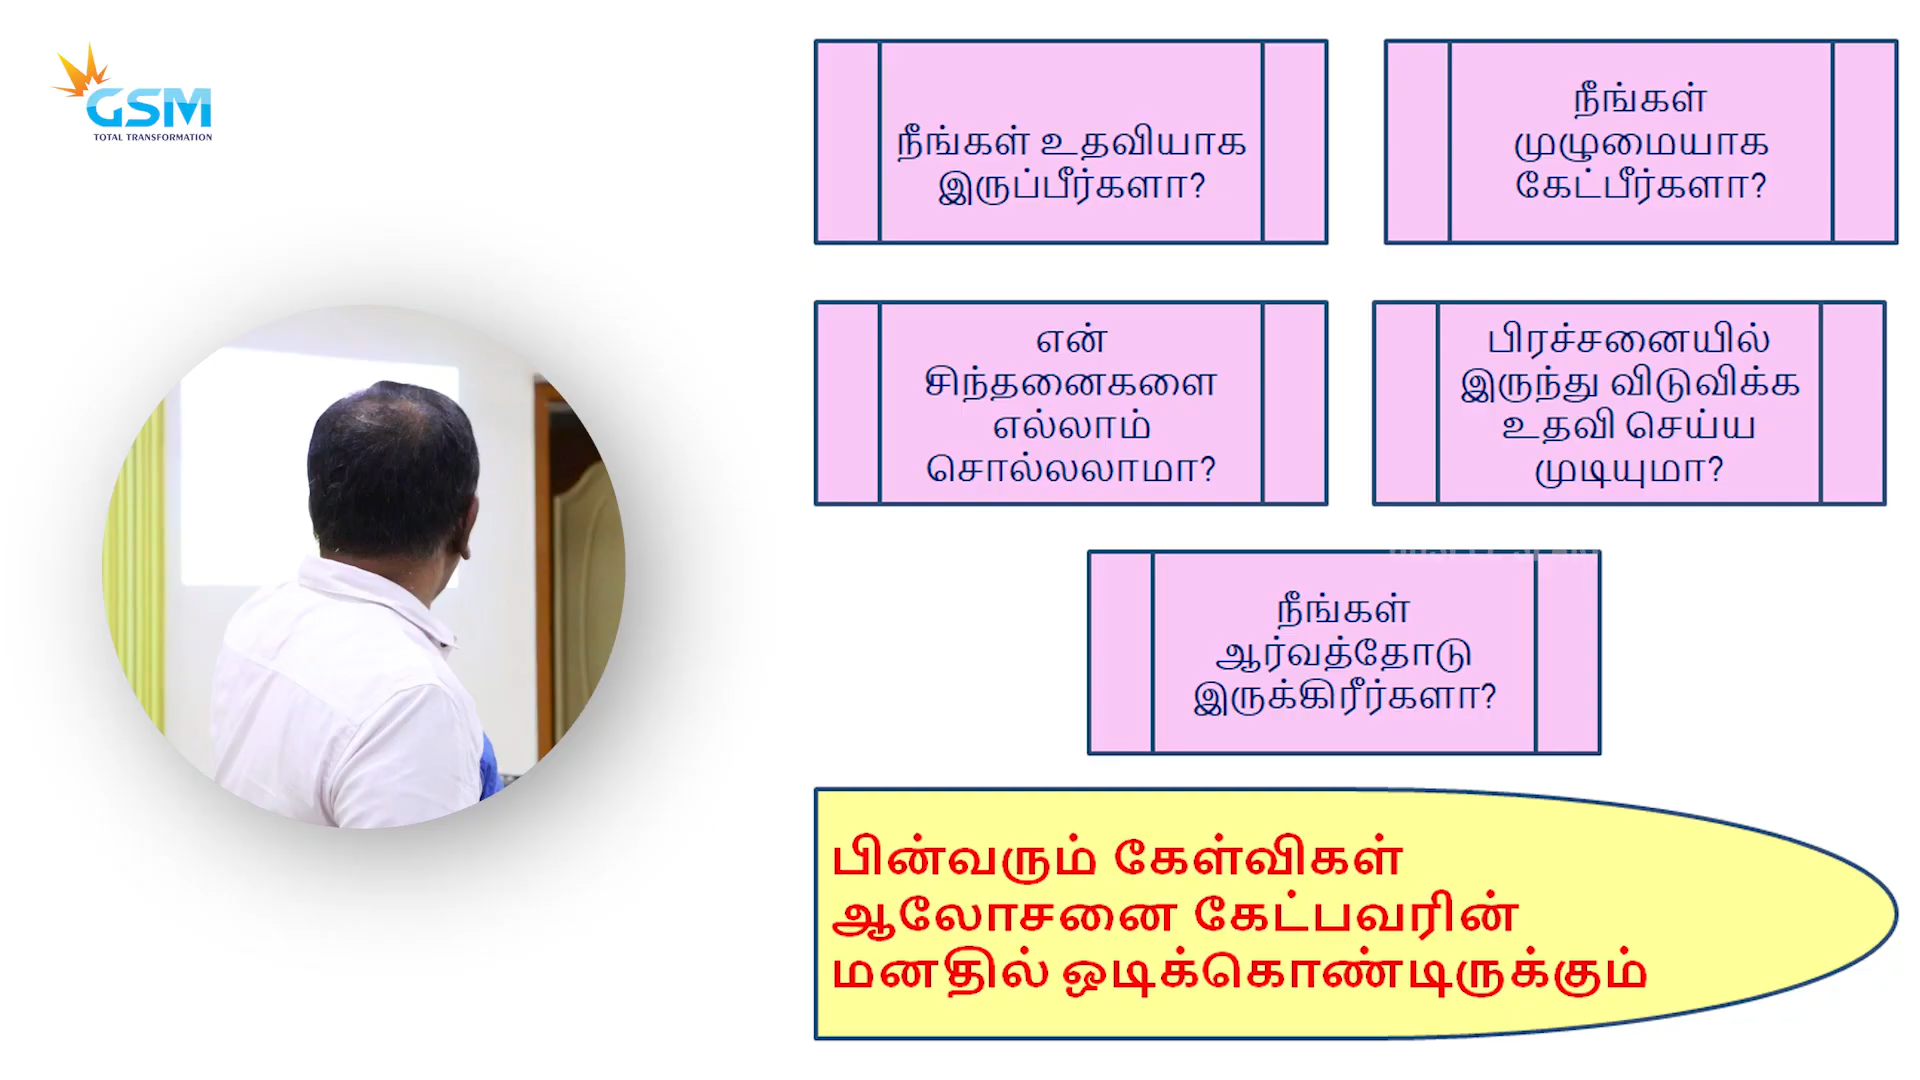 GSM
TOTAL TRANSFORMATION
நீங்கள் உதவியாக
இருப்பீர்களா?
நீங்கள்
முழுமையாக
கேட்பீர்களா?
என்
சிந்தனைகளை
எல்லாம்
சொல்லலாமா?
பிரச்சனையில்
இருந்து விடுவிக்க
உதவி செய்ய
முடியுமா?
நீங்கள்
ஆர்வத்தோடு
இருக்கிரீர்களா?
பின்வரும் கேள்விகள்
ஆலோசனை கேட்பவரின்
மனதில் ஒடிக்கொண்டிருக்கும்